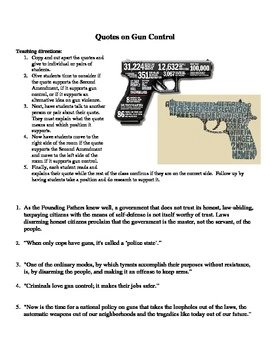 Quotes on Gun Control
Teaching directions:
1. Copy and cut apart the quotes and
give to individual or pairs of
students.
2. Give students time to consider if
the quote supports the Second
Amendment, if it supports gun
control, or if it supports an
alternative idea on gun violence.
3. Next, have students talk to another
person or pair about their quote.
They must explain what the quote
means and which position it
supports.
4. Now have students move to the
right side of the room if the quote
supports the Second Amendment
and move to the left side of the
room if it supports gun control.
5. Finally, each student reads and
explains their quote while the rest of the class confirms if they are on the correct side. Follow up by
having students take a position and do research to support it.
31,224
12,632
100,000
351
3,067
86
1. As the Founding Fathers knew well, a government that does not trust its honest, law-abiding,
taxpaying citizens with the means of self-defense is not itself worthy of trust. Laws
disarming honest citizens proclaim that the government is the master, not the servant, of the
people.
2. "When only cops have guns, it's called a 'police state'."
3. "One of the ordinary modes, by which tyrants accomplish their purposes without resistance,
is, by disarming the people, and making it an offense to keep arms."
4. "Criminals love gun control; it makes their jobs safer."
5. "Now is the time for a national policy on guns that takes the loopholes out of the laws, the
automatic weapons out of our neighborhoods and the tragedies like today out of our future."